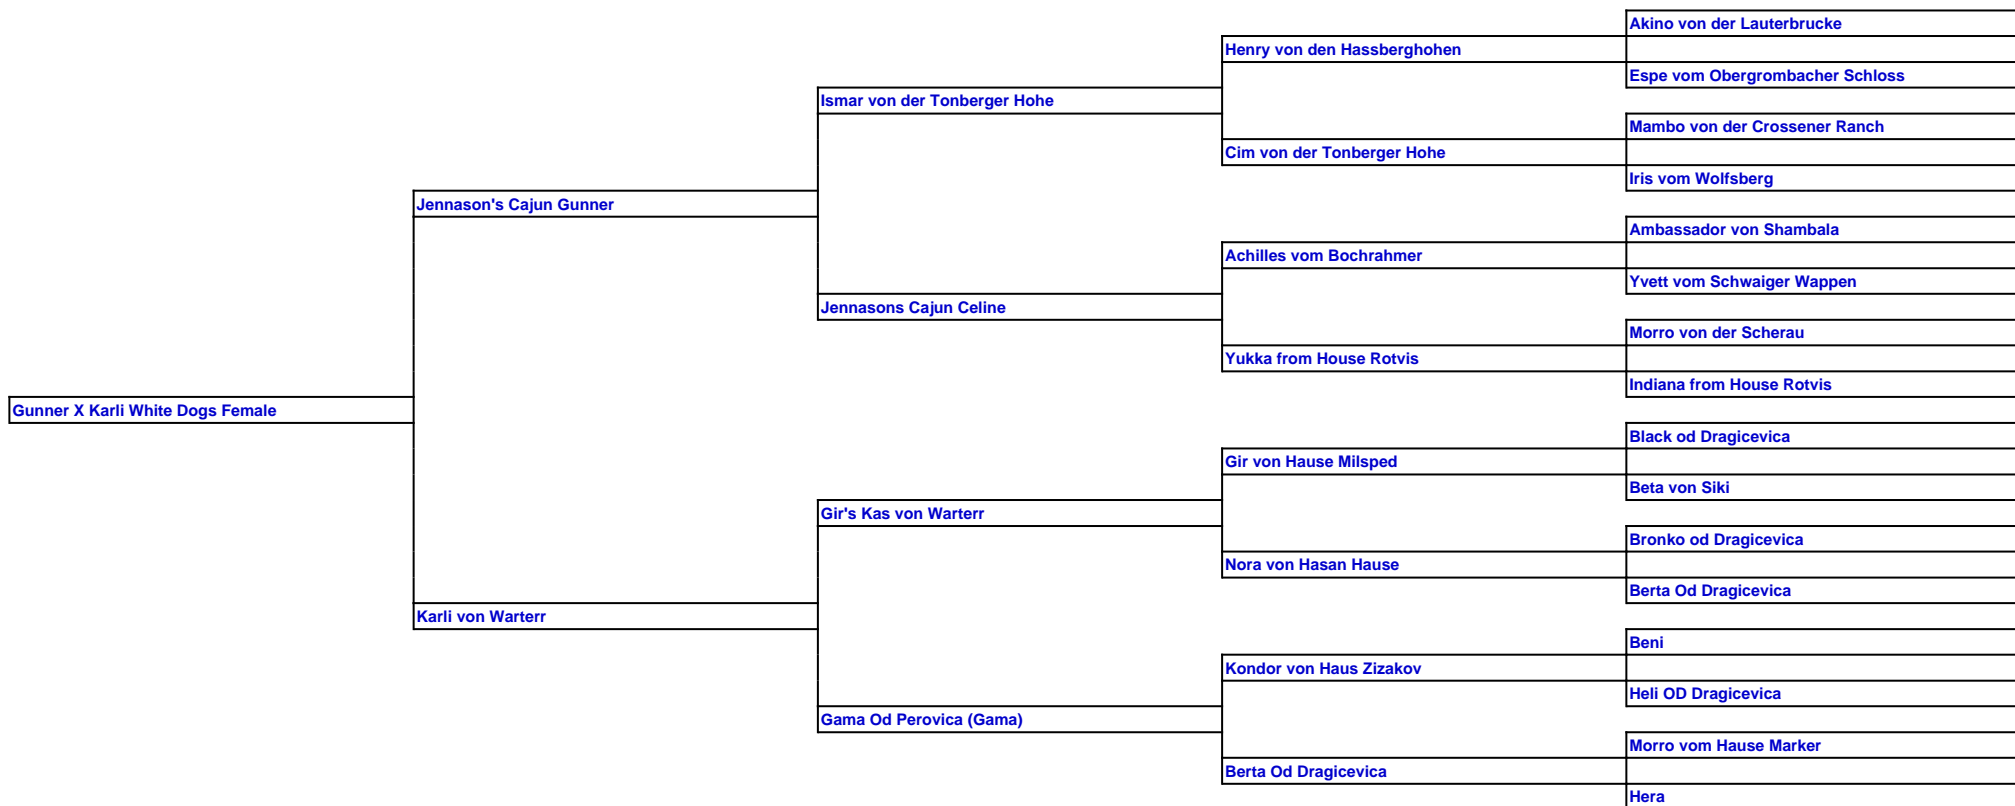 Akino von der Lauterbrucke
Henry von den Hassberghohen
Espe vom Obergrombacher Schloss
Ismar von der Tonberger Hohe
Mambo von der Crossener Ranch
Cim von der Tonberger Hohe
Iris vom Wolfsberg
Jennason's Cajun Gunner
Ambassador von Shambala
Achilles vom Bochrahmer
Yvett vom Schwaiger Wappen
Jennasons Cajun Celine
Morro von der Scherau
Yukka from House Rotvis
Indiana from House Rotvis
Gunner X Karli White Dogs Female
Black od Dragicevica
Gir von Hause Milsped
Beta von Siki
Gir's Kas von Warterr
Bronko od Dragicevica
Nora von Hasan Hause
Berta Od Dragicevica
Karli von Warterr
Beni
Kondor von Haus Zizakov
Heli OD Dragicevica
Gama Od Perovica (Gama)
Morro vom Hause Marker
Berta Od Dragicevica
Hera